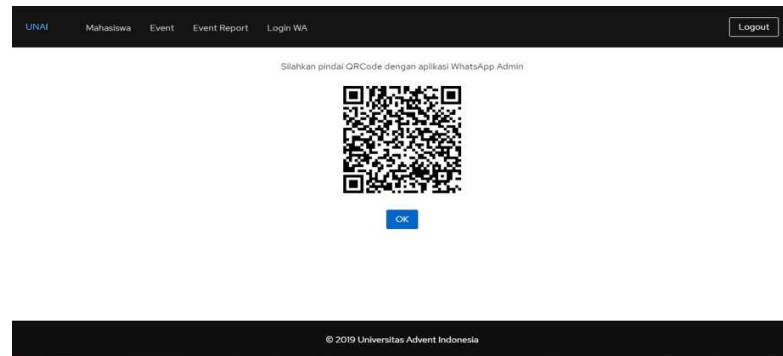 UNAI Mahasiswa Event Event Report Login WA Logout
Silahkan pindai QRCode dengan aplikasi WhatsApp Admin
OK
© 2019 Universitas Advent Indonesia